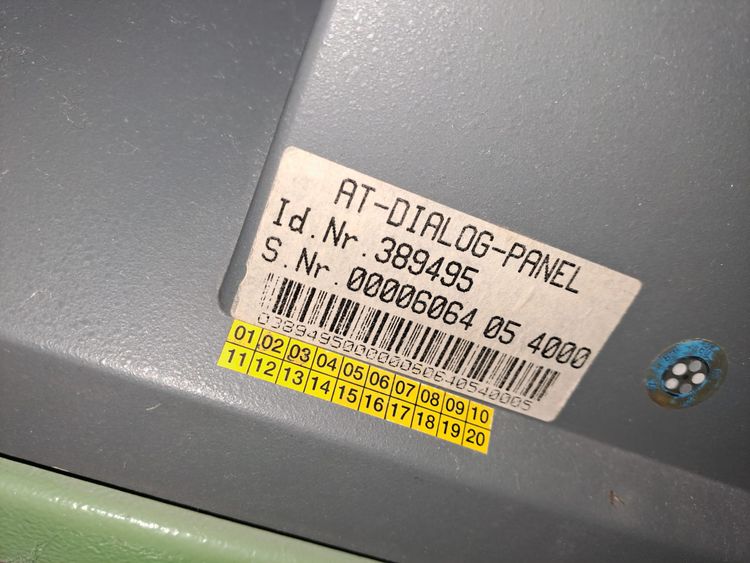 AT-DIALOG-PANEL
Id.Nr.389495
S.Nr.00006064 05 4000
038949500000060640540005
01 02 03 04 05 06 07 08 09 10
11 12 13 14 15 16 17 18 19 20